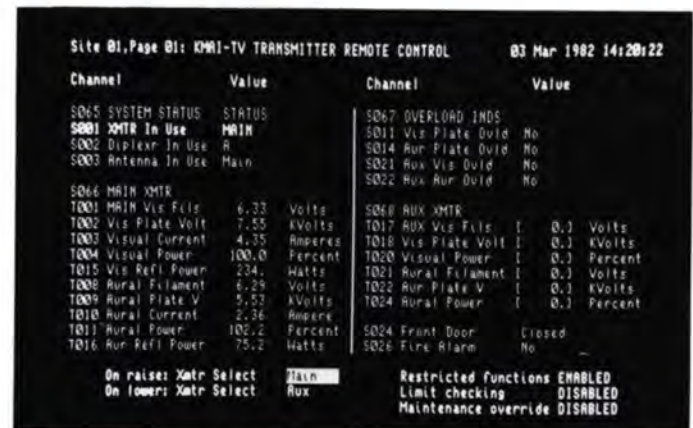 Site 01,Page 01: KMAI-TV TRANSMITTER REMOTE CONTROL 03 Mar 1982 14:20:22
Channel Value
S065 SYSTEM STATUS STATUS
S001 XMTR In Use MAIN
S002 Diplexr In Use A
S003 Antenna In Use Main
S066 MAIN XMTR
T001 MAIN Vis Fils 6.33 Volts
T002 Vis Plate Volt 7.55 KVolts
T003 Visual Current 4.35 Amperes
T004 Visual Power 100.0 Percent
T015 Vis Refl Power 234. Watts
T008 Aural Filament 6.29 Volts
T009 Aural Plate V 5.53 KVolts
T010 Aural Current 2.36 Ampere
T011 Aural Power 102.2 Percent
T016 Aur Refl Power 75.2 Watts
Channel Value
S067 OVERLOAD INDS
S011 Vis Plate Ovld No
S014 Aur Plate Ovld No
S021 Aux Vis Ovld No
S022 Aux Aur Ovld No
S068 AUX XMTR
T017 AUX Vis Fils [ 0.] Volts
T018 Vis Plate Volt [ 0.] KVolts
T020 Visual Power [ 0.] Percent
T021 Aural Filament [ 0.] Volts
T022 Aur Plate V [ 0.] KVolts
T024 Aural Power [ 0.] Percent
S024 Front Door Closed
S026 Fire Alarm No _
On raise: Xmtr Select Main
On lower: Xmtr Select Aux
Restricted functions ENABLED
Limit checking DISABLED
Maintenance override DISABLED